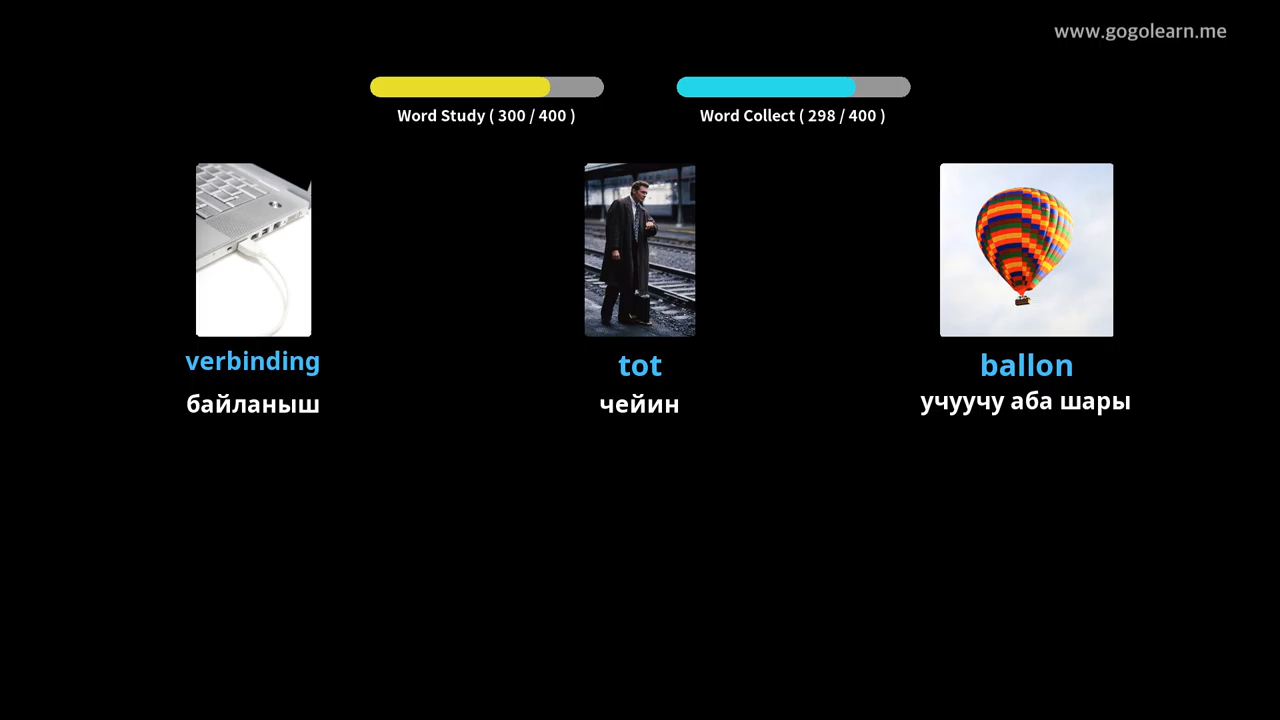 www.gogolearn.me
Word Study ( 300 / 400 )
Word Collect ( 298 / 400 )
verbinding
tot
ballon
байланыш
чейин
учуучу аба шары